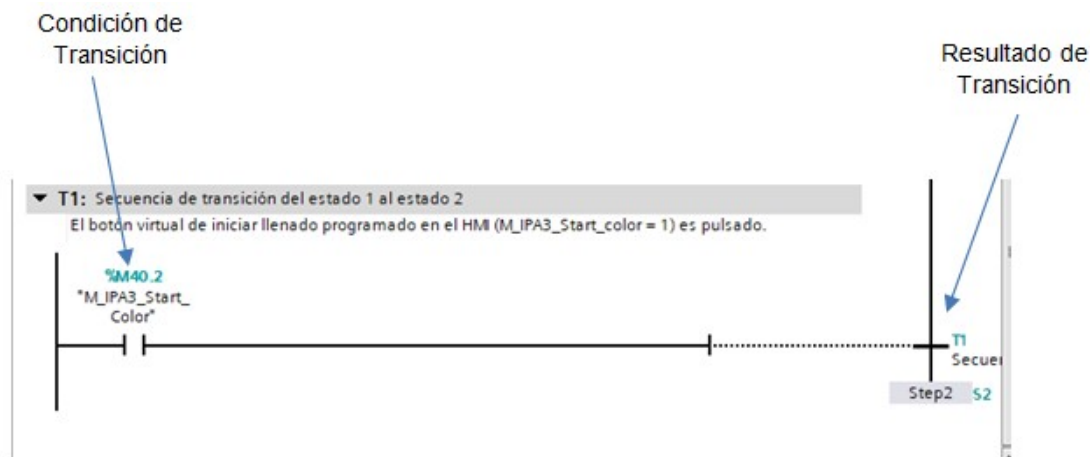 Condición de
Transición
Resultado de
Transición
T1: Secuencia de transición del estado 1 al estado 2
El botón virtual de iniciar llenado programado en el HMI (M_IPA3_Start_color = 1) es pulsado.
%M40.2
"M_IPA3_Start_
Color"
T1
Secuer
Step2 S2